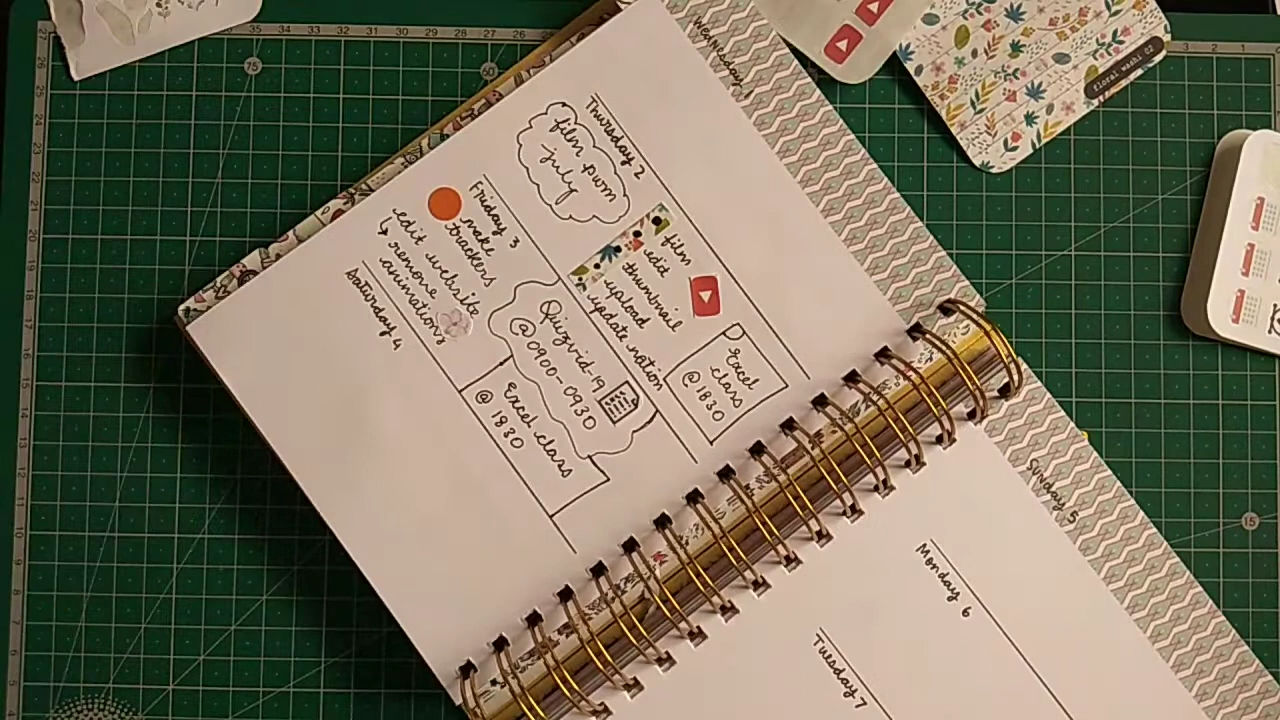 Wednesday 1
Thursday 2
film pwm
july
film
edit
thumbnail
upload
update notion
Excel
class
@1830
Friday 3
make
trackers
edit website
↳ remove
animations
Quizvid-19
@0900-0930
Excel class
@ 1830
Saturday 4
Sunday 5
Monday 6
Tuesday 7
floral washi 02